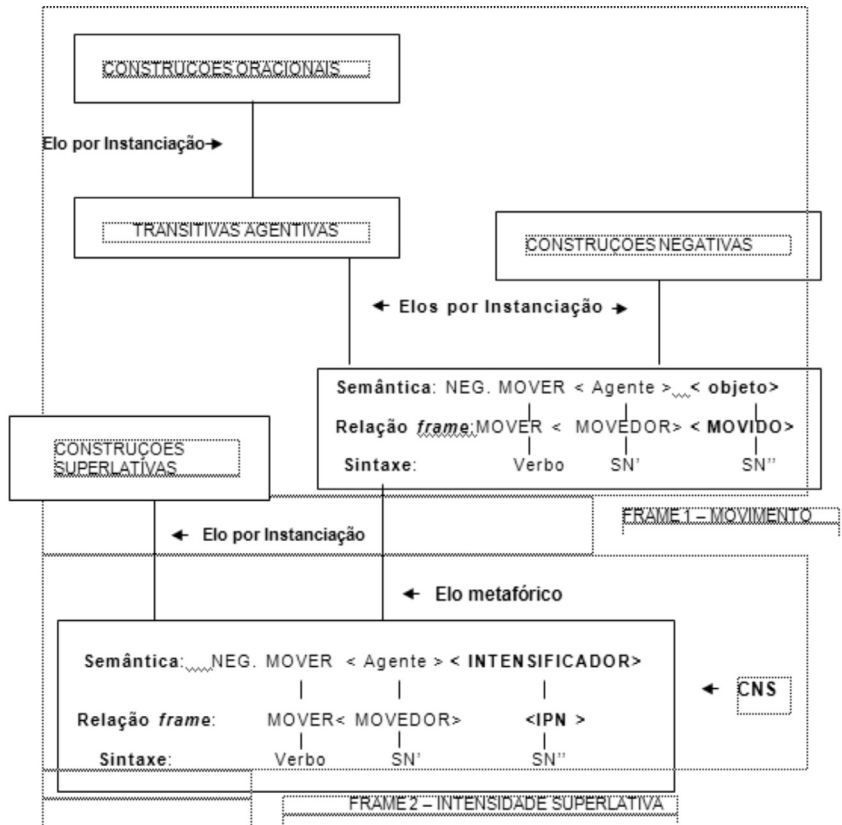 CONSTRUCOES ORACIONAIS
Elo por Instanciação
TRANSITIVAS AGENTIVAS
CONSTRUÇOES NEGATIVAS
Elos por Instanciação
Semântica: NEG. MOVER < Agente > < objeto>
Relação frame:MOVER < MOVEDOR> < MOVIDO>
Sintaxe: Verbo SN' SN''
CONSTRUÇOES
SUPERLATIVAS
FRAME 1 – MOVIMENTO
Elo por Instanciação
Elo metafórico
Semântica: NEG. MOVER < Agente > < INTENSIFICADOR>
CNS
Relação frame: MOVER< MOVEDOR> <IPN >
Sintaxe: Verbo SN' SN''
FRAME 2 – INTENSIDADE SUPERLATIVA